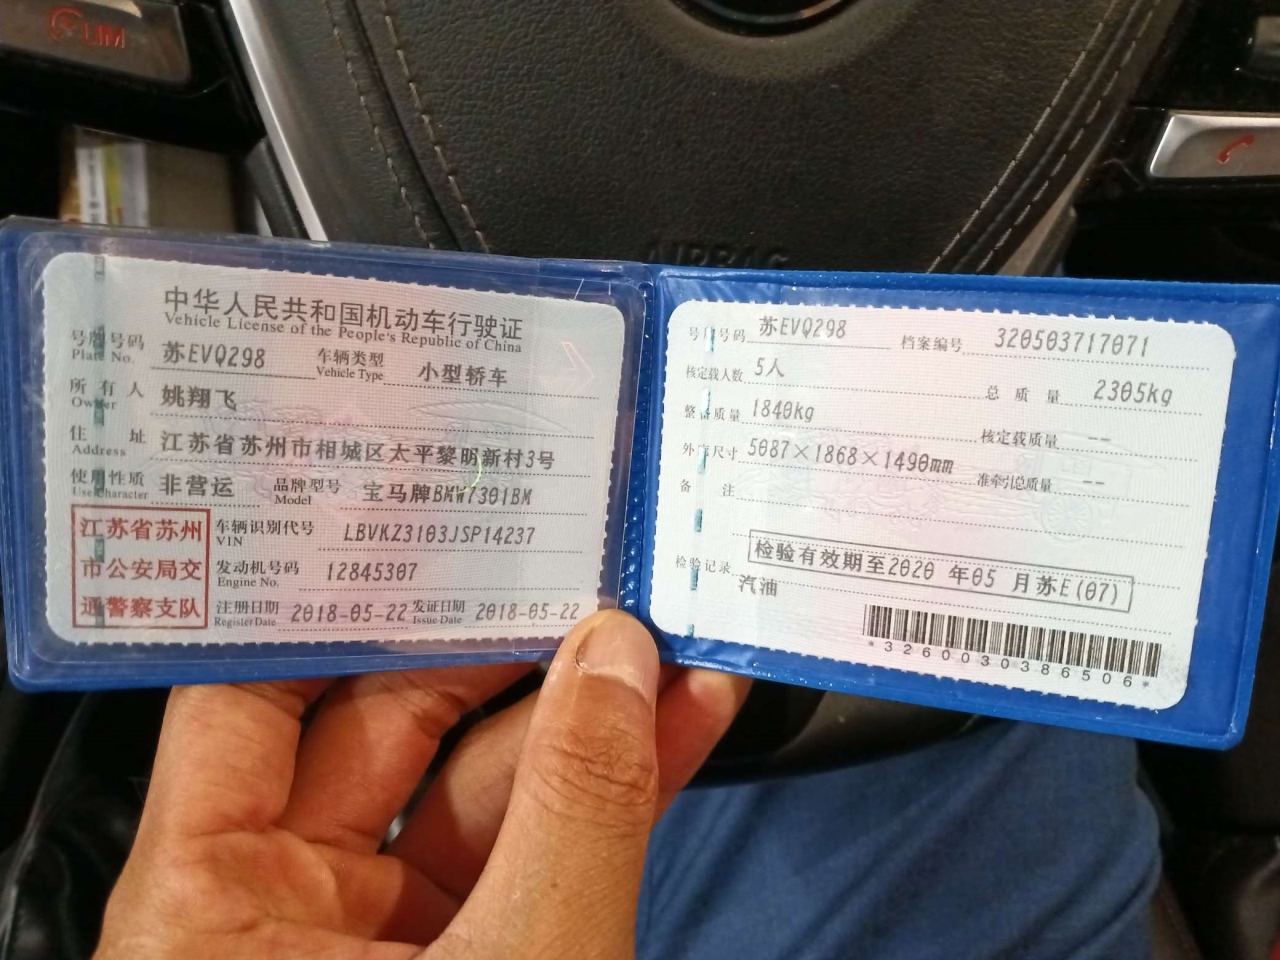 LIM
AIRBAG
中华人民共和国机动车行驶证
Vehicle License of the People's Republic of China
号牌号码 苏EVQ298 车辆类型 小型轿车
Plate No. Vehicle Type
所有人 姚翔飞
Owner
住址 江苏省苏州市相城区太平黎明新村3号
Address
使用性质 非营运 品牌型号 宝马牌BMW7301BM
Use Character Model
江苏省苏州
市公安局交
通警察支队
车辆识别代号 LBVKZ3103JSP14237
VIN
发动机号码 12845307
Engine No.
注册日期 2018-05-22 发证日期 2018-05-22
Register Date Issue Date
号牌号码 苏EVQ298 档案编号 320503717071
核定载人数 5人 总质量 2305kg
整备质量 1840kg 核定载质量 --
外廓尺寸 5087×1868×1490mm 准牵引总质量 --
备注
检验有效期至2020 年05 月苏E(07)
检验记录
汽油
*3260030386506*